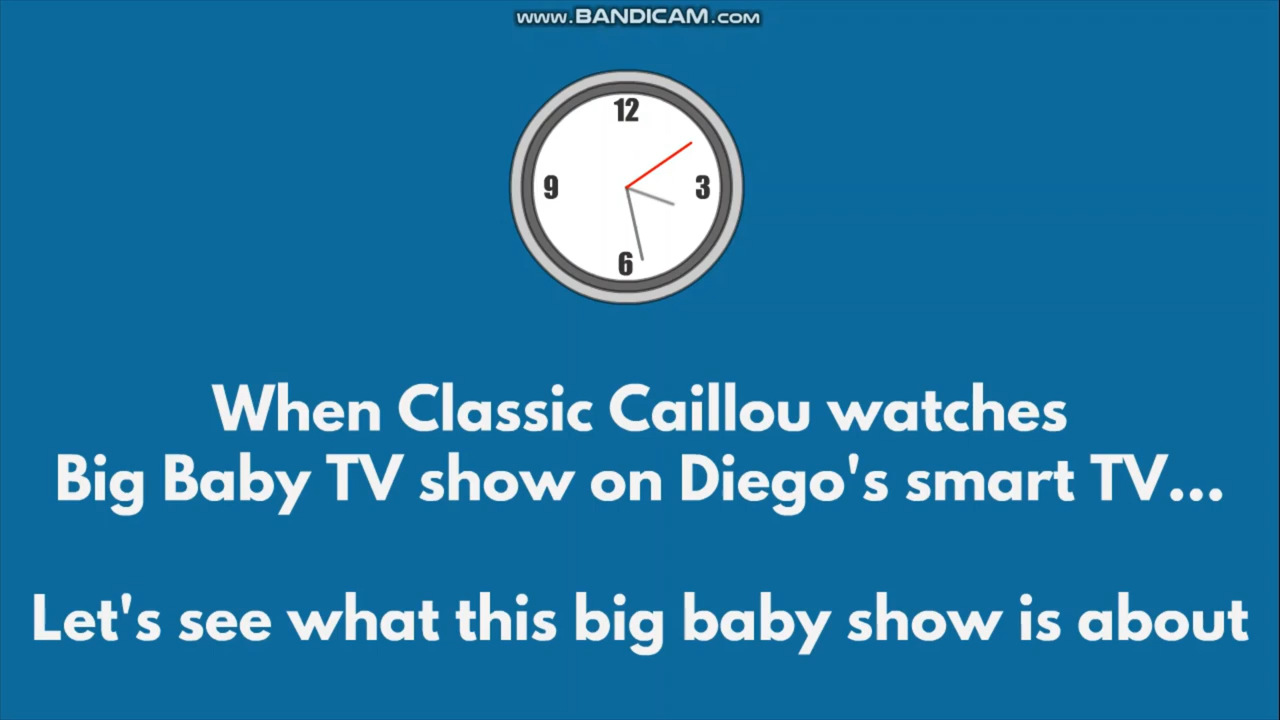 www.BANDICAM.com
12
9 3
6
When Classic Caillou watches
Big Baby TV show on Diego's smart TV...
Let's see what this big baby show is about